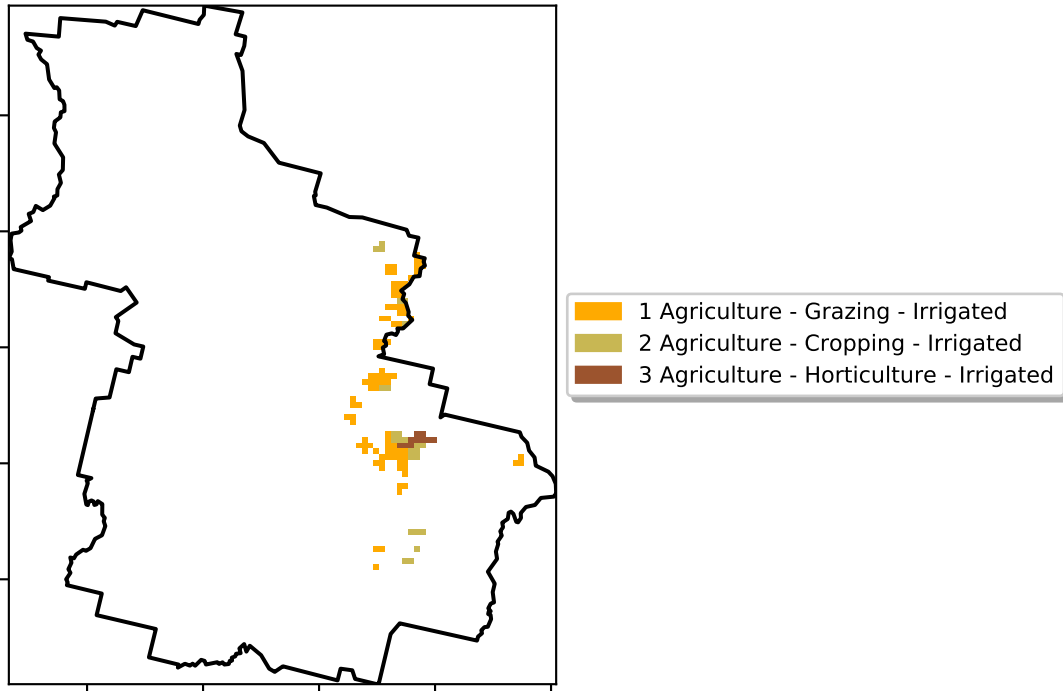 1 Agriculture - Grazing - Irrigated
2 Agriculture - Cropping - Irrigated
3 Agriculture - Horticulture - Irrigated